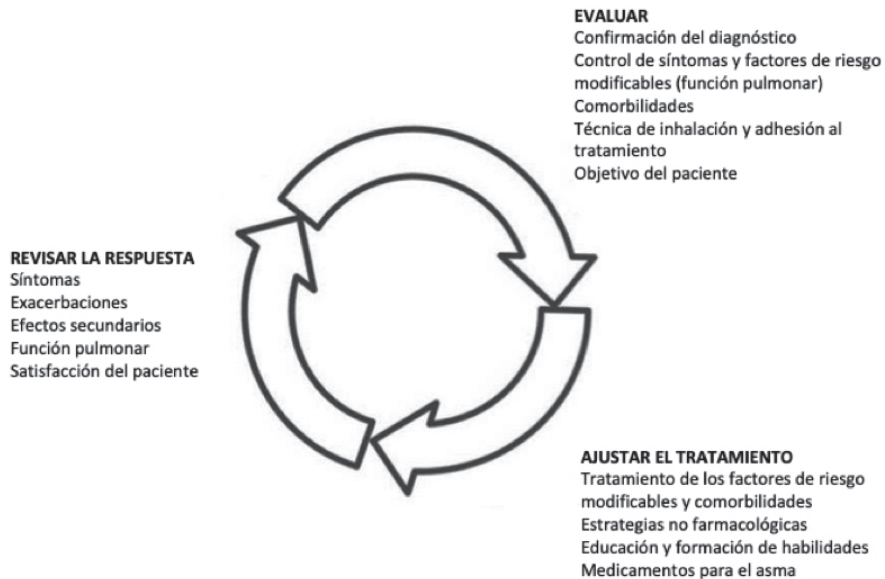 EVALUAR
Confirmación del diagnóstico
Control de síntomas y factores de riesgo
modificables (función pulmonar)
Comorbilidades
Técnica de inhalación y adhesión al
tratamiento
Objetivo del paciente
REVISAR LA RESPUESTA
Síntomas
Exacerbaciones
Efectos secundarios
Función pulmonar
Satisfacción del paciente
AJUSTAR EL TRATAMIENTO
Tratamiento de los factores de riesgo
modificables y comorbilidades
Estrategias no farmacológicas
Educación y formación de habilidades
Medicamentos para el asma